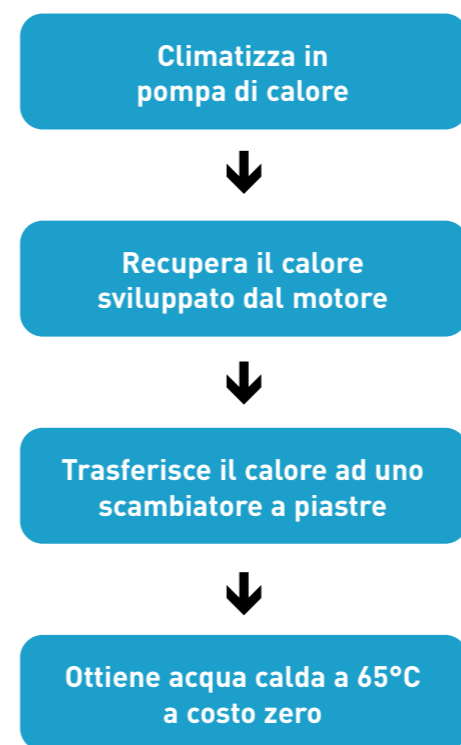 Climatizza in
pompa di calore
Recupera il calore
sviluppato dal motore
Trasferisce il calore ad uno
scambiatore a piastre
Ottiene acqua calda a 65°C
a costo zero